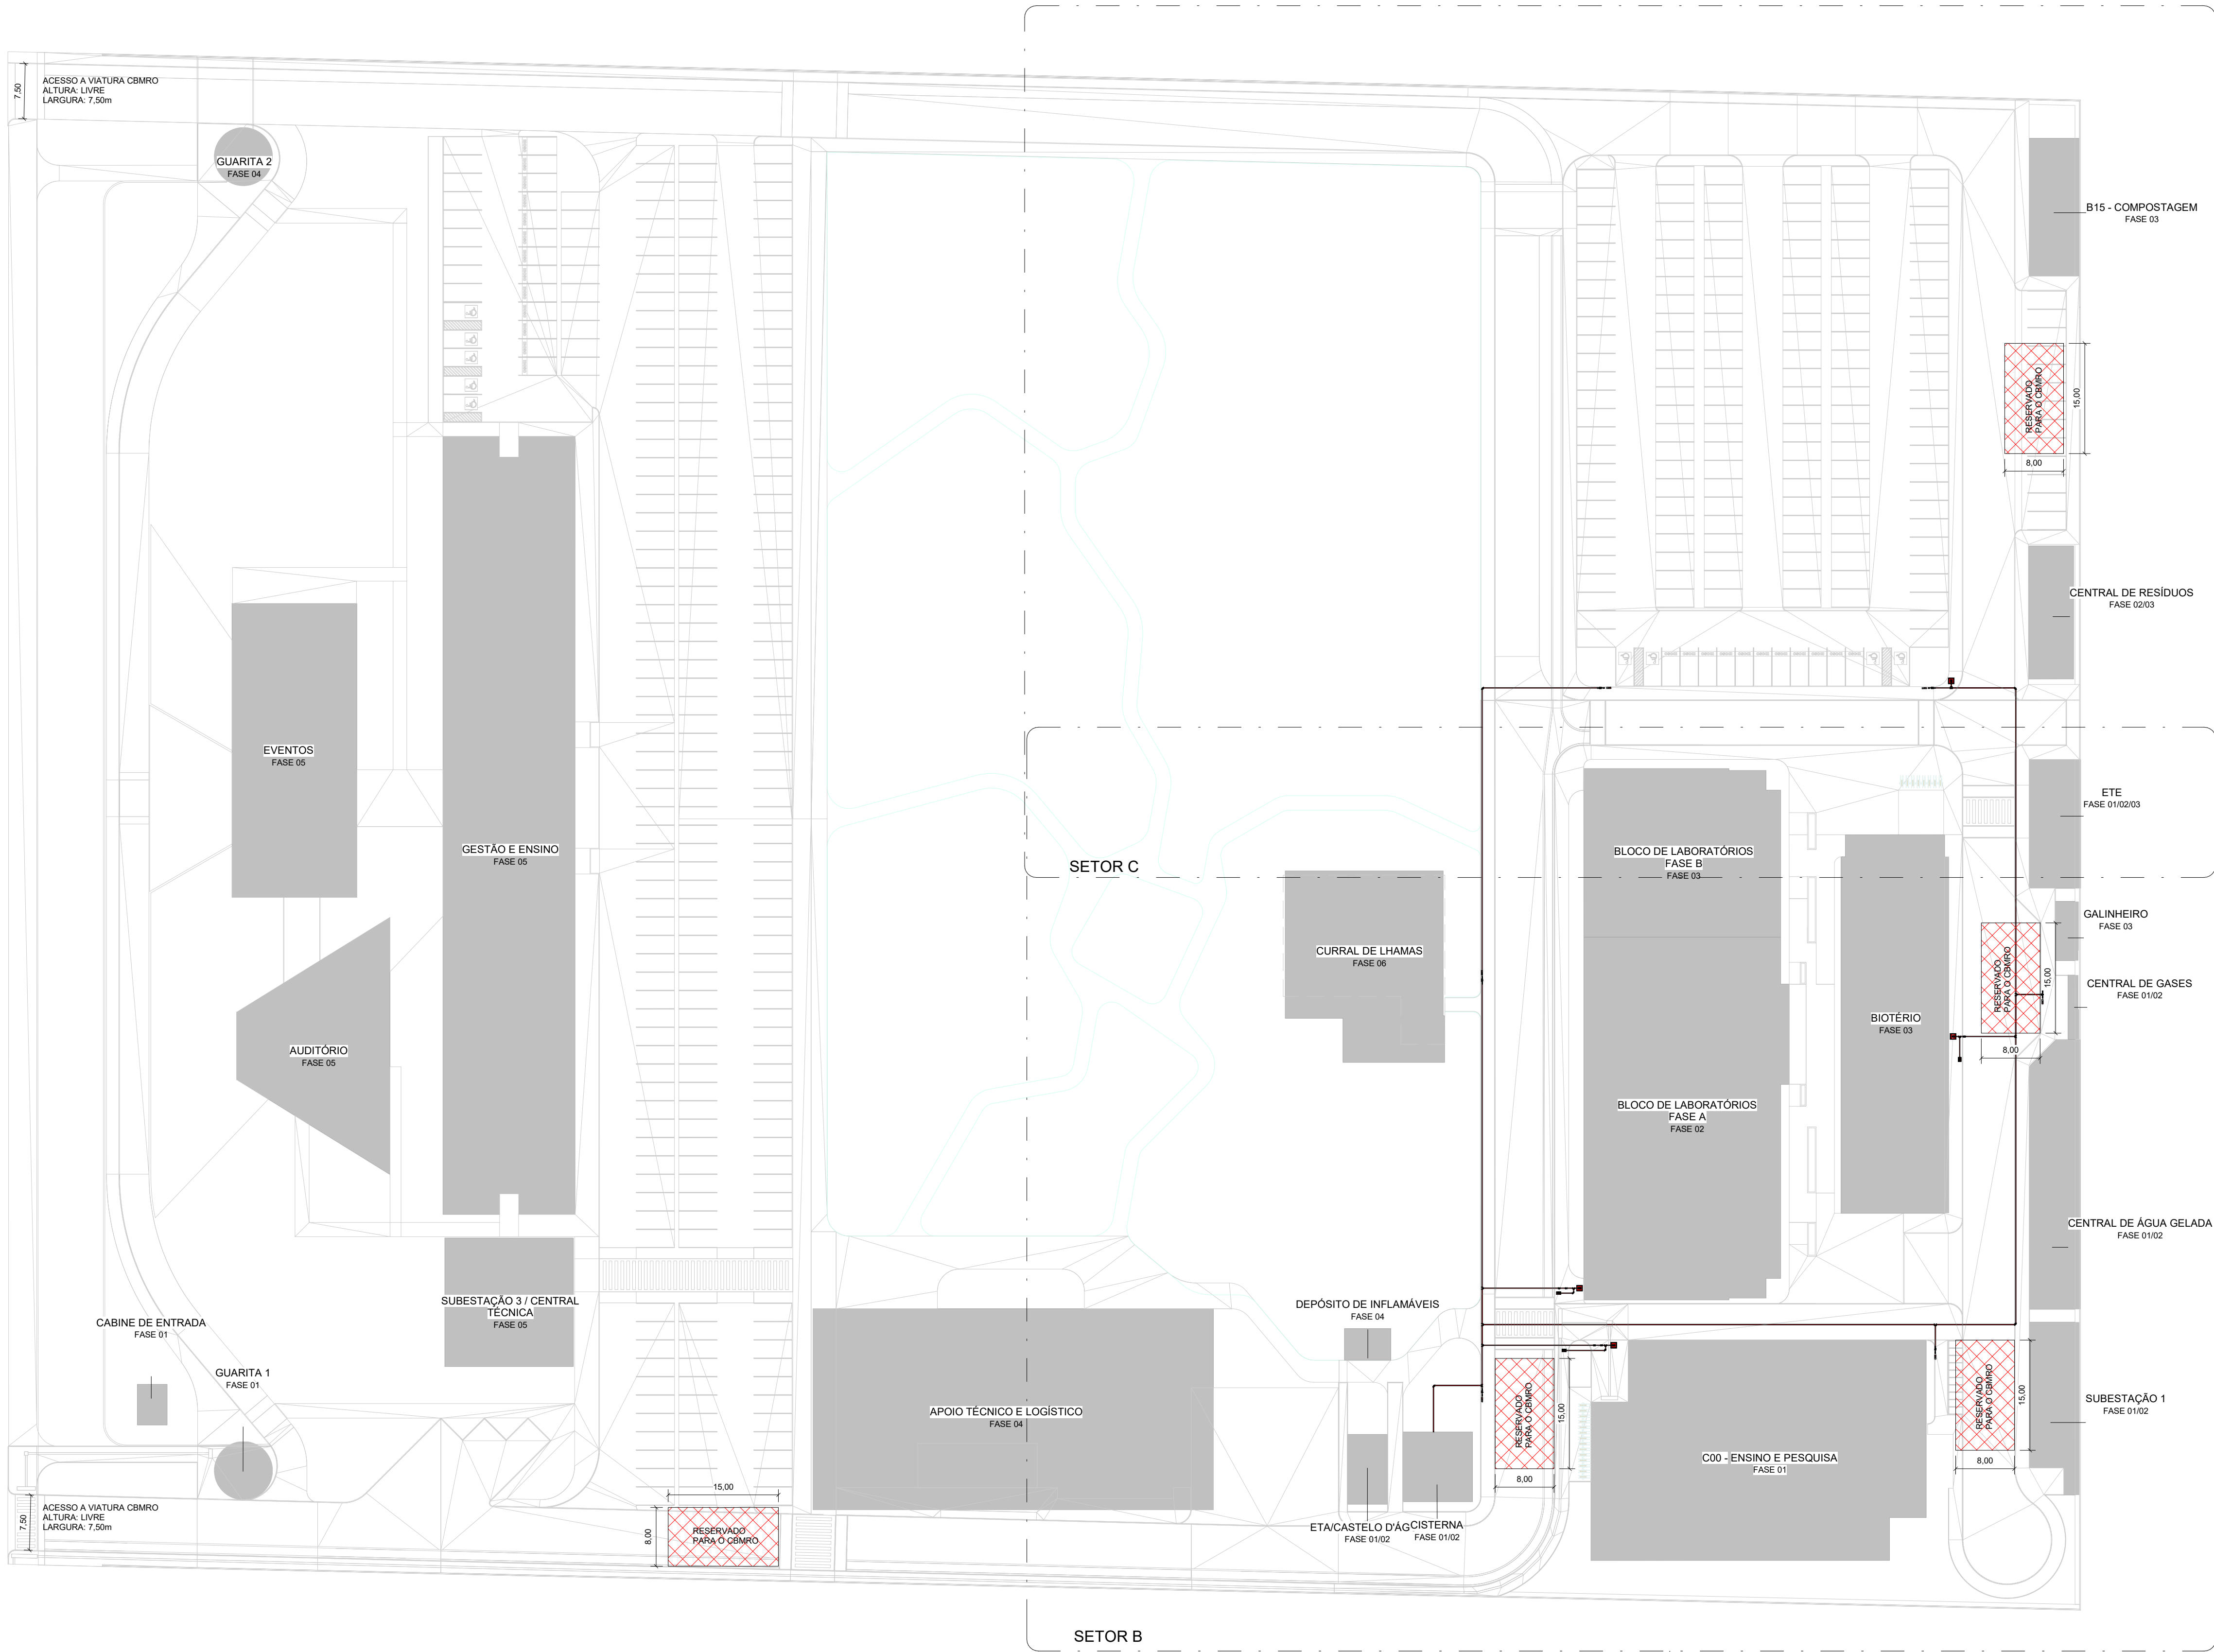 7,50
ACESSO A VIATURA CBMRO
ALTURA: LIVRE
LARGURA: 7,50m
GUARITA 2
FASE 04
B15 - COMPOSTAGEM
FASE 03
RESERVADO
PARA O CBMRO
15,00
8,00
CENTRAL DE RESÍDUOS
FASE 02/03
EVENTOS
FASE 05
GESTÃO E ENSINO
FASE 05
SETOR C
BLOCO DE LABORATÓRIOS
FASE B
FASE 03
ETE
FASE 01/02/03
CURRAL DE LHAMAS
FASE 06
GALINHEIRO
FASE 03
RESERVADO
PARA O CBMRO
15,00
8,00
CENTRAL DE GASES
FASE 01/02
BIOTÉRIO
FASE 03
AUDITÓRIO
FASE 05
BLOCO DE LABORATÓRIOS
FASE A
FASE 02
CENTRAL DE ÁGUA GELADA
FASE 01/02
SUBESTAÇÃO 3 / CENTRAL
TÉCNICA
FASE 05
CABINE DE ENTRADA
FASE 01
GUARITA 1
FASE 01
DEPÓSITO DE INFLAMÁVEIS
FASE 04
APOIO TÉCNICO E LOGÍSTICO
FASE 04
RESERVADO
PARA O CBMRO
15,00
8,00
RESERVADO
PARA O CBMRO
15,00
8,00
SUBESTAÇÃO 1
FASE 01/02
C00 - ENSINO E PESQUISA
FASE 01
7,50
ACESSO A VIATURA CBMRO
ALTURA: LIVRE
LARGURA: 7,50m
15,00
8,00
RESERVADO
PARA O CBMRO
ETA/CASTELO D'ÁG
FASE 01/02
CISTERNA
FASE 01/02
SETOR B